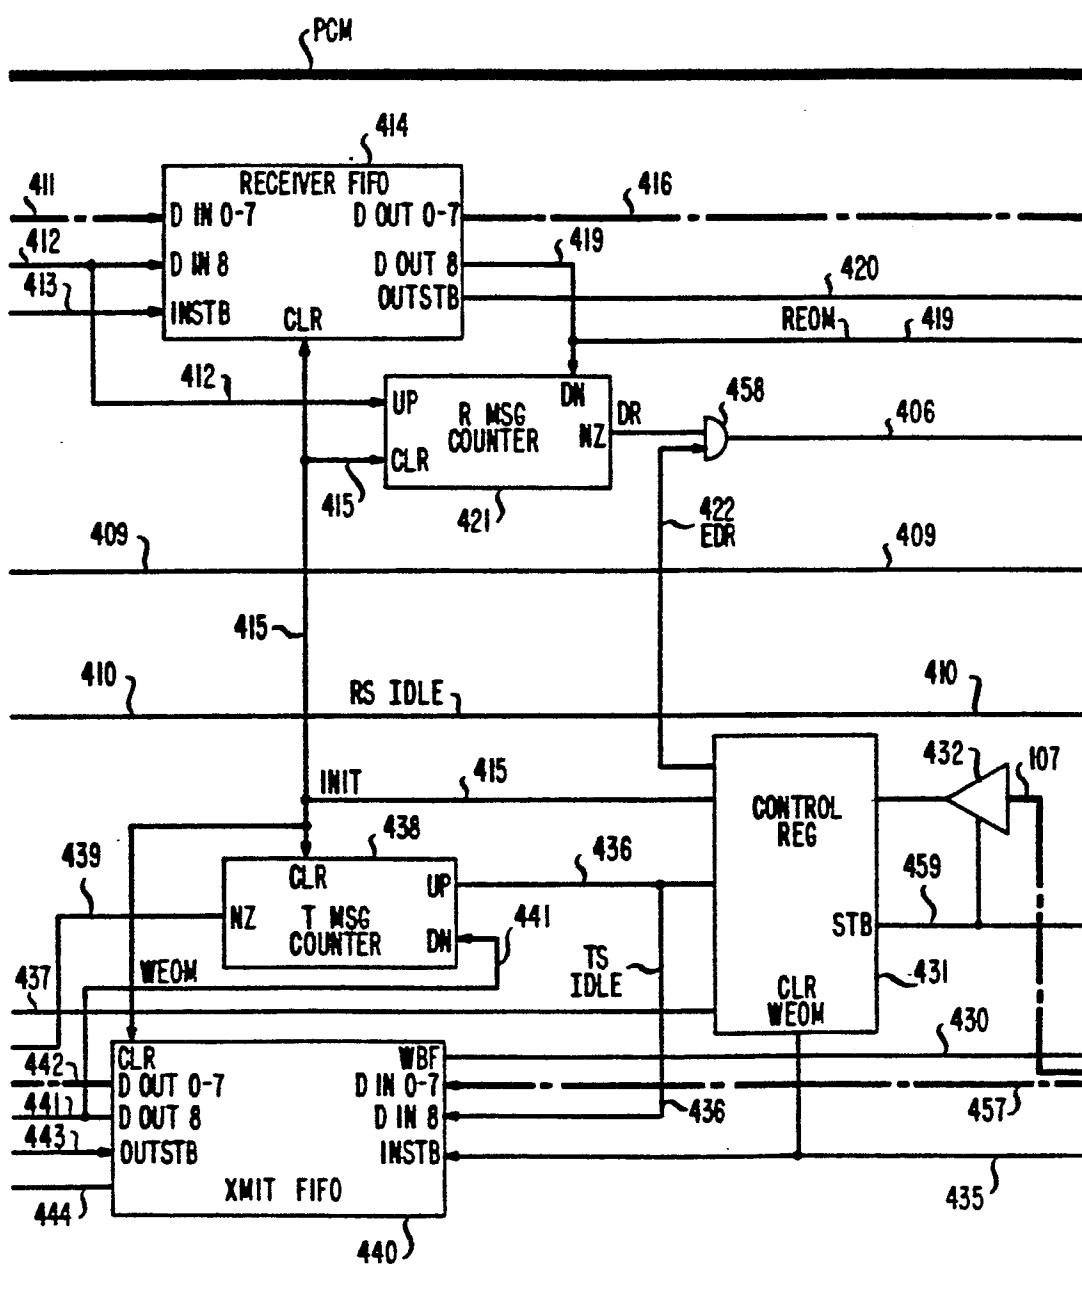 PCM
414
411
RECEIVER FIFO
416
D IN 0-7
D OUT 0-7
412
419
D IN 8
D OUT 8
420
413
INSTB
OUTSTB
CLR
REOM
419
412
DN
458
UP
R MSG
COUNTER
DR
NZ
406
CLR
415
421
422
EDR
409
409
415
410
RS IDLE
410
432
107
INIT
415
CONTROL
REG
438
439
436
459
CLR
UP
NZ
T MSG
COUNTER
441
STB
DN
TS
IDLE
WEOM
437
431
CLR
WEOM
430
CLR
WBF
442
D OUT 0-7
D IN 0-7
441
D OUT 8
D IN 8
436
457
443
OUTSTB
INSTB
XMIT FIFO
444
435
440